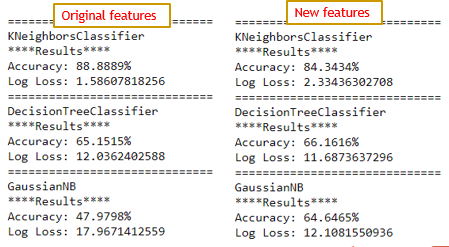 Original features
==============================
KNeighborsClassifier
****Results****
Accuracy: 88.8889%
Log Loss: 1.58607818256
==============================
DecisionTreeClassifier
****Results****
Accuracy: 65.1515%
Log Loss: 12.0362402588
==============================
GaussianNB
****Results****
Accuracy: 47.9798%
Log Loss: 17.9671412559
New features
==============================
KNeighborsClassifier
****Results****
Accuracy: 84.3434%
Log Loss: 2.33436302708
==============================
DecisionTreeClassifier
****Results****
Accuracy: 66.1616%
Log Loss: 11.6873637296
==============================
GaussianNB
****Results****
Accuracy: 64.6465%
Log Loss: 12.1081550936